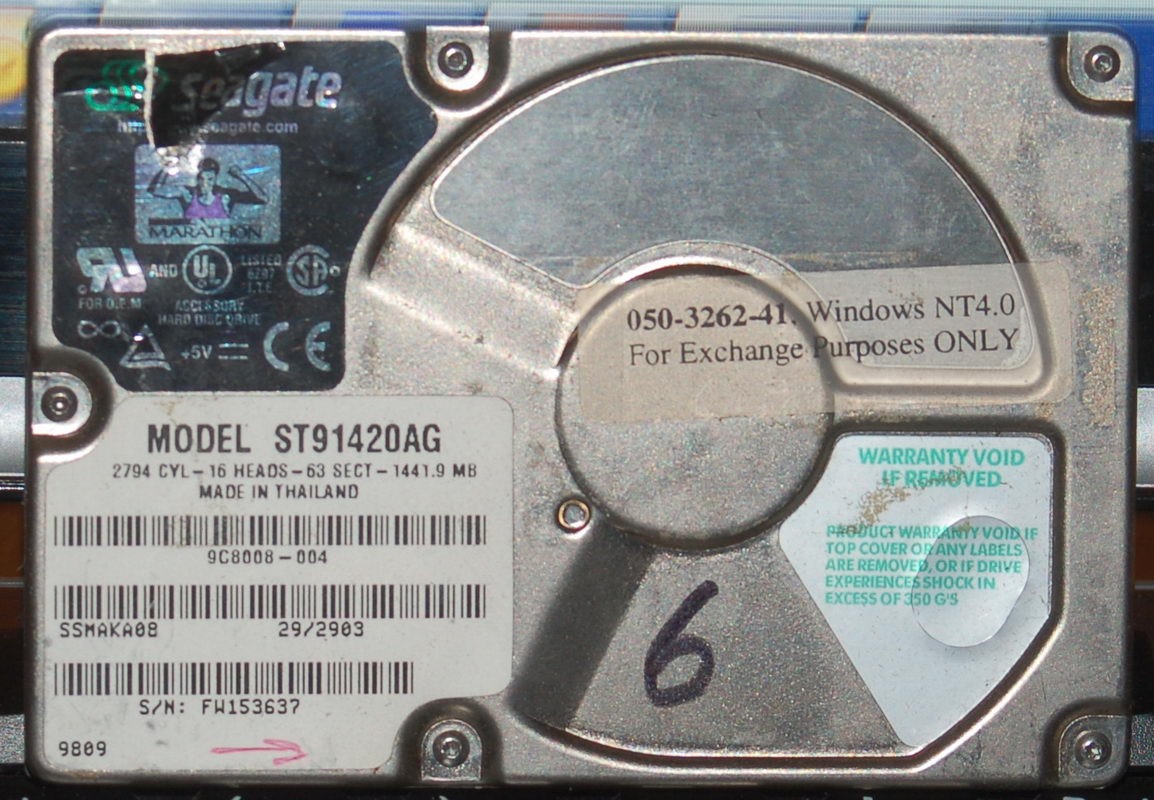 seagate
MARATHON
AND
UL
LISTED
I.T.E
SA
FOR O.E.M
ACCESSORY
HARD DISC DRIVE
+5V
CE
050-3262-41, Windows NT4.0
For Exchange Purposes ONLY
MODEL ST91420AG
2794 CYL-16 HEADS-63 SECT-1441.9 MB
MADE IN THAILAND
9C8008-004
SSMAKA08 29/2903
S/N: FW153637
9809
WARRANTY VOID
IF REMOVED
PRODUCT WARRANTY VOID IF
TOP COVER OR ANY LABELS
ARE REMOVED, OR IF DRIVE
EXPERIENCES SHOCK IN
EXCESS OF 350 G'S
6